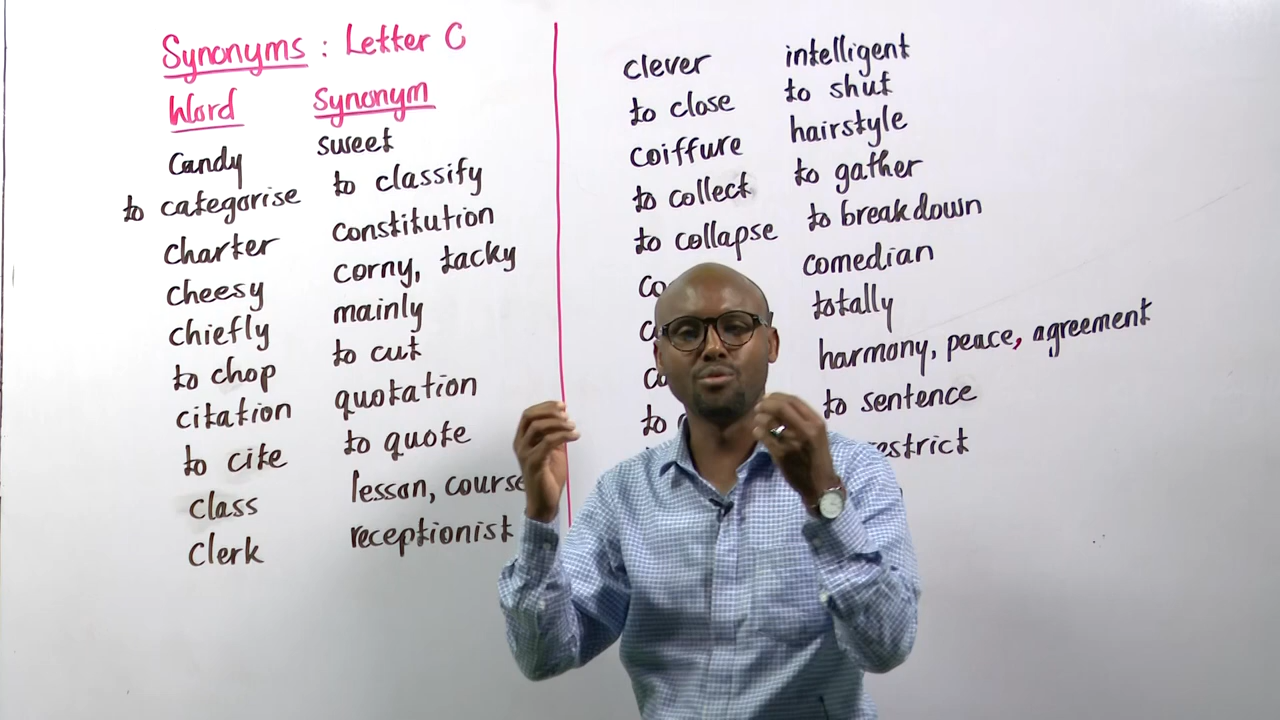 Synonyms : Letter C
Word Synonym
Candy sweet
to categorise to classify
charter constitution
cheesy corny, tacky
chiefly mainly
to chop to cut
citation quotation
to cite to quote
class lesson, course
Clerk receptionist
clever intelligent
to close to shut
coiffure hairstyle
to collect to gather
to collapse to breakdown
comedian
totally
harmony, peace, agreement
to to sentence